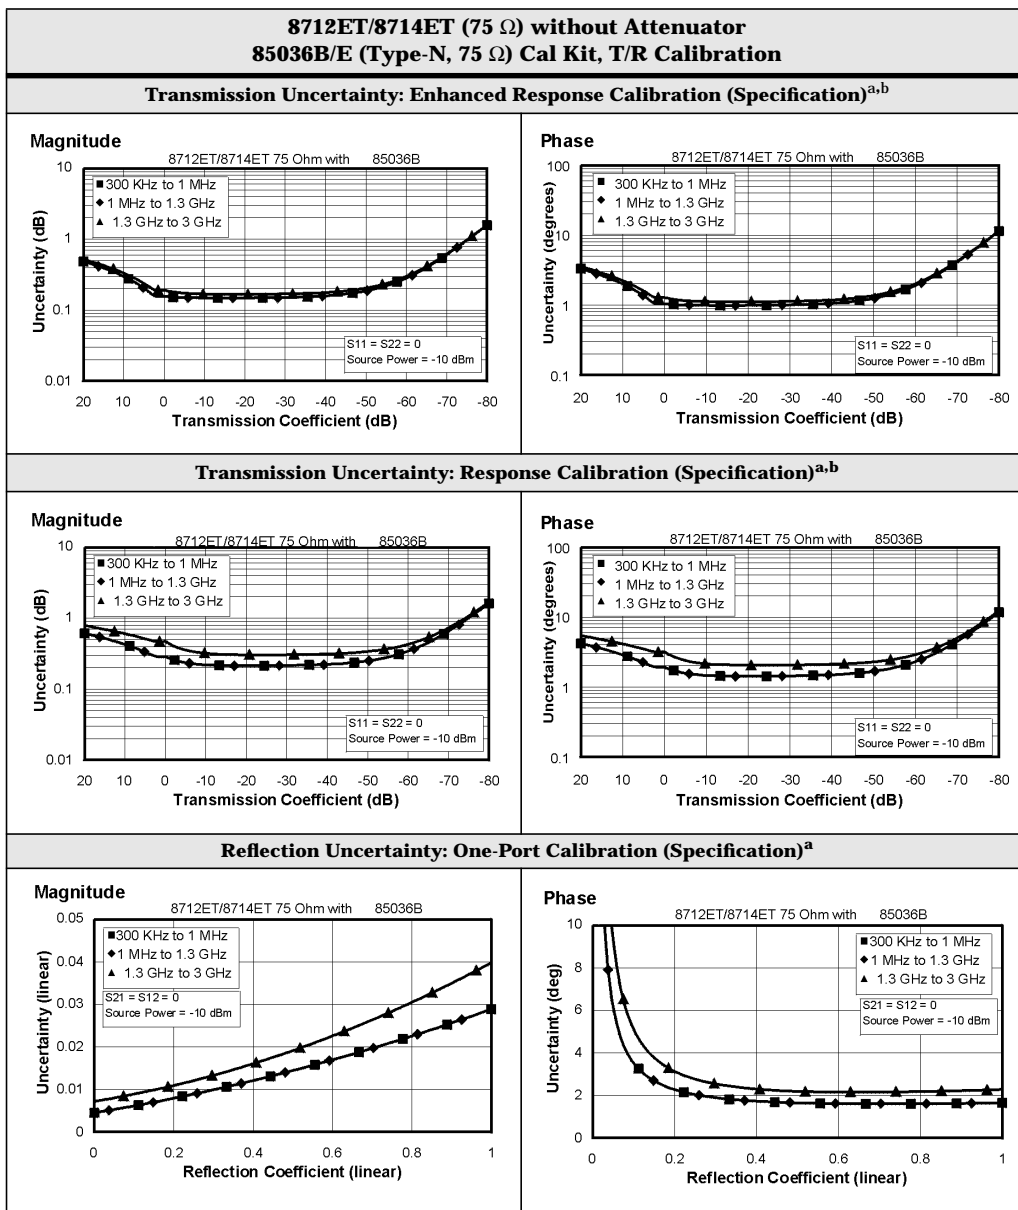 8712ET/8714ET (75 Ω) without Attenuator
85036B/E (Type-N, 75 Ω) Cal Kit, T/R Calibration
Transmission Uncertainty: Enhanced Response Calibration (Specification)a,b
Magnitude
8712ET/8714ET 75 Ohm with 85036B
Uncertainty (dB)
10
1
0.1
0.01
300 KHz to 1 MHz
1 MHz to 1.3 GHz
1.3 GHz to 3 GHz
S11 = S22 = 0
Source Power = -10 dBm
20 10 0 -10 -20 -30 -40 -50 -60 -70 -80
Transmission Coefficient (dB)
Phase
8712ET/8714ET 75 Ohm with 85036B
Uncertainty (degrees)
100
10
1
0.1
300 KHz to 1 MHz
1 MHz to 1.3 GHz
1.3 GHz to 3 GHz
S11 = S22 = 0
Source Power = -10 dBm
20 10 0 -10 -20 -30 -40 -50 -60 -70 -80
Transmission Coefficient (dB)
Transmission Uncertainty: Response Calibration (Specification)a,b
Magnitude
8712ET/8714ET 75 Ohm with 85036B
Uncertainty (dB)
10
1
0.1
0.01
300 KHz to 1 MHz
1 MHz to 1.3 GHz
1.3 GHz to 3 GHz
S11 = S22 = 0
Source Power = -10 dBm
20 10 0 -10 -20 -30 -40 -50 -60 -70 -80
Transmission Coefficient (dB)
Phase
8712ET/8714ET 75 Ohm with 85036B
Uncertainty (degrees)
100
10
1
0.1
300 KHz to 1 MHz
1 MHz to 1.3 GHz
1.3 GHz to 3 GHz
S11 = S22 = 0
Source Power = -10 dBm
20 10 0 -10 -20 -30 -40 -50 -60 -70 -80
Transmission Coefficient (dB)
Reflection Uncertainty: One-Port Calibration (Specification)a
Magnitude
8712ET/8714ET 75 Ohm with 85036B
Uncertainty (linear)
0.05
0.04
0.03
0.02
0.01
0
300 KHz to 1 MHz
1 MHz to 1.3 GHz
1.3 GHz to 3 GHz
S21 = S12 = 0
Source Power = -10 dBm
0 0.2 0.4 0.6 0.8 1
Reflection Coefficient (linear)
Phase
8712ET/8714ET 75 Ohm with 85036B
Uncertainty (deg)
10
8
6
4
2
0
300 KHz to 1 MHz
1 MHz to 1.3 GHz
1.3 GHz to 3 GHz
S21 = S12 = 0
Source Power = -10 dBm
0 0.2 0.4 0.6 0.8 1
Reflection Coefficient (linear)